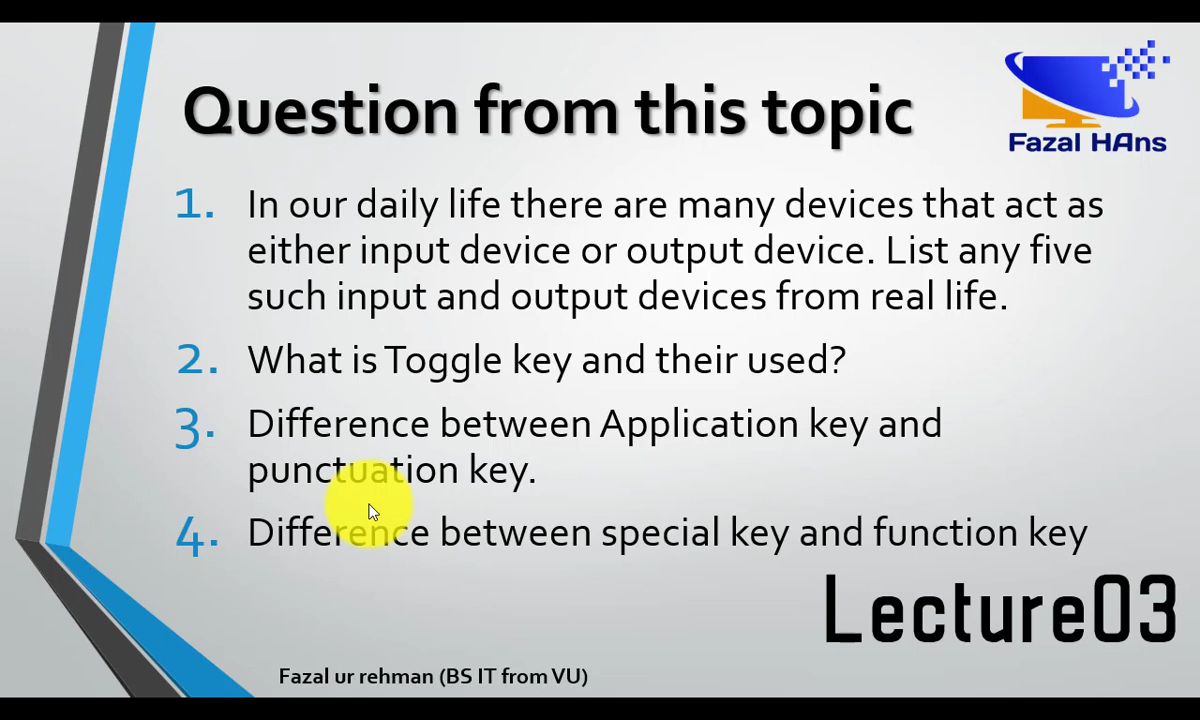 Question from this topic
Fazal HAns
1. In our daily life there are many devices that act as
either input device or output device. List any five
such input and output devices from real life.
2. What is Toggle key and their used?
3. Difference between Application key and
punctuation key.
4. Difference between special key and function key
Lecture03
Fazal ur rehman (BS IT from VU)